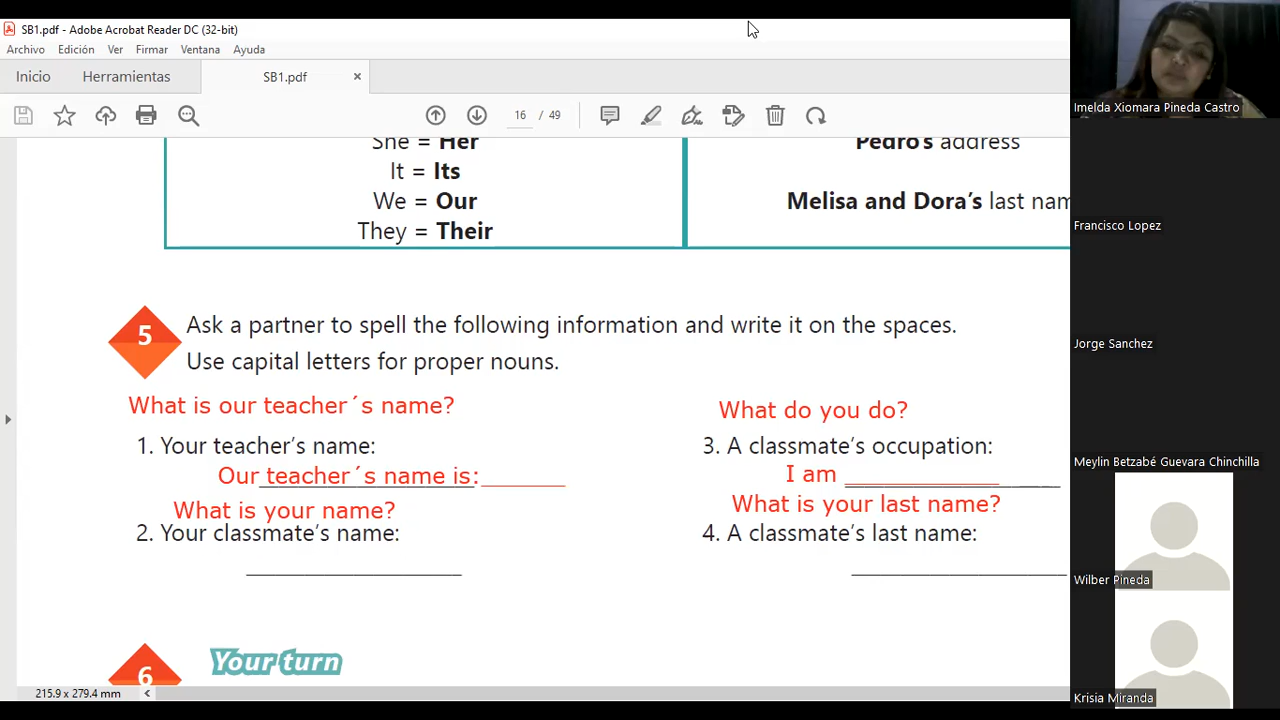 SB1.pdf - Adobe Acrobat Reader DC (32-bit)
Archivo Edición Ver Firmar Ventana Ayuda
Inicio Herramientas SB1.pdf ×
16 / 49
She = Her
It = Its
We = Our
They = Their
Pedro's address
Melisa and Dora's last nam
5
Ask a partner to spell the following information and write it on the spaces.
Use capital letters for proper nouns.
What is our teacher´s name?
1. Your teacher's name:
Our teacher´s name is:_______
What is your name?
2. Your classmate's name:
____________________
What do you do?
3. A classmate's occupation:
I am ____________________
What is your last name?
4. A classmate's last name:
____________________
6
Your turn
215.9 x 279.4 mm
Imelda Xiomara Pineda Castro
Francisco Lopez
Jorge Sanchez
Meylin Betzabé Guevara Chinchilla
Wilber Pineda
Krisia Miranda